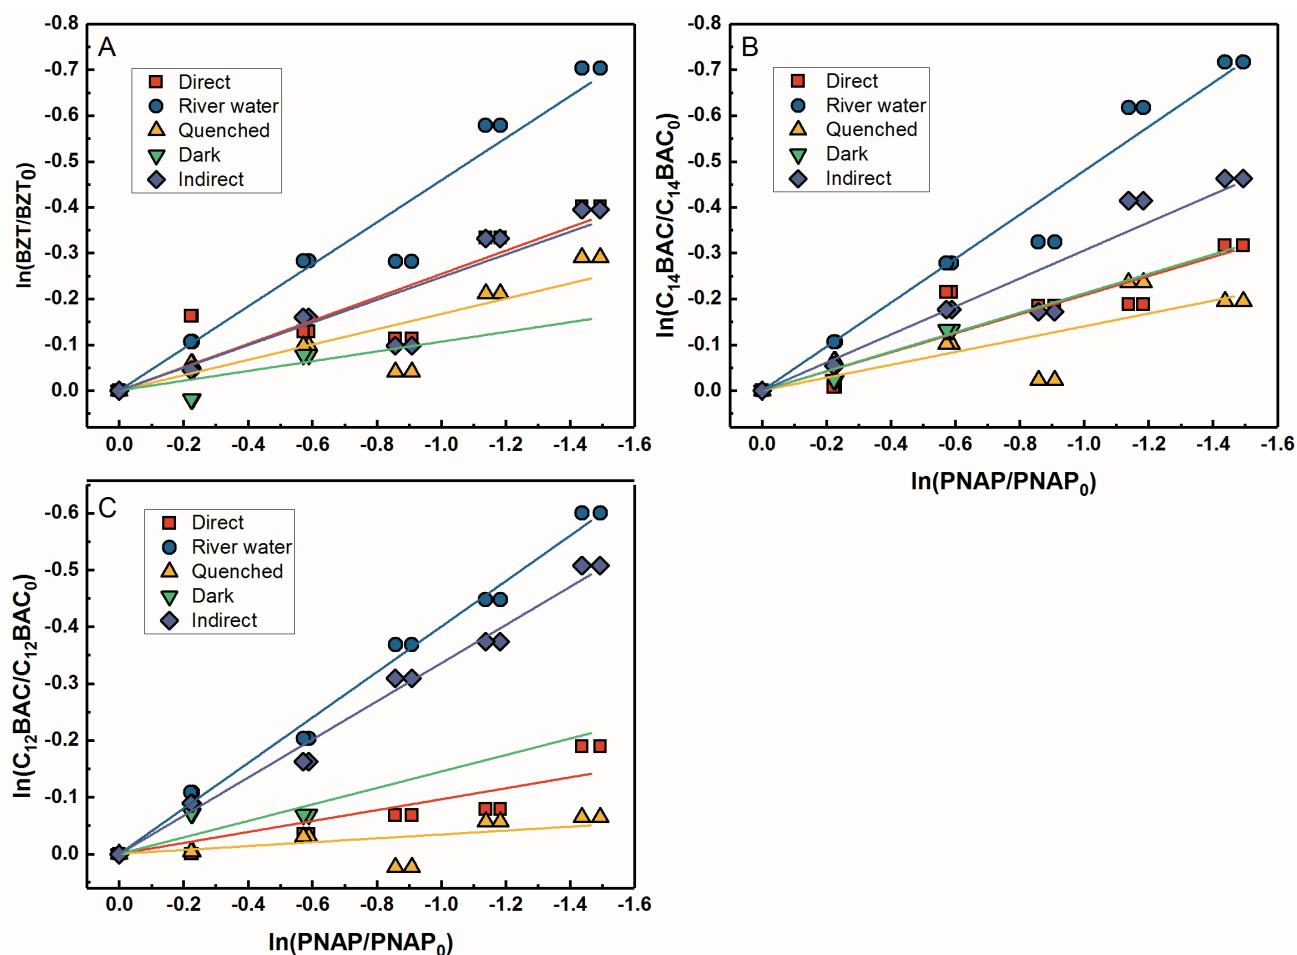 A
-0.8
-0.7
-0.6
-0.5
-0.4
-0.3
-0.2
-0.1
0.0
ln(BZT/BZT0)
Direct
River water
Quenched
Dark
Indirect
0.0 -0.2 -0.4 -0.6 -0.8 -1.0 -1.2 -1.4 -1.6
B
-0.8
-0.7
-0.6
-0.5
-0.4
-0.3
-0.2
-0.1
0.0
ln(C₁₄BAC/C₁₄BAC₀)
Direct
River water
Quenched
Dark
Indirect
0.0 -0.2 -0.4 -0.6 -0.8 -1.0 -1.2 -1.4 -1.6
ln(PNAP/PNAP₀)
C
-0.6
-0.5
-0.4
-0.3
-0.2
-0.1
0.0
ln(C₁₂BAC/C₁₂BAC₀)
Direct
River water
Quenched
Dark
Indirect
0.0 -0.2 -0.4 -0.6 -0.8 -1.0 -1.2 -1.4 -1.6
ln(PNAP/PNAP₀)